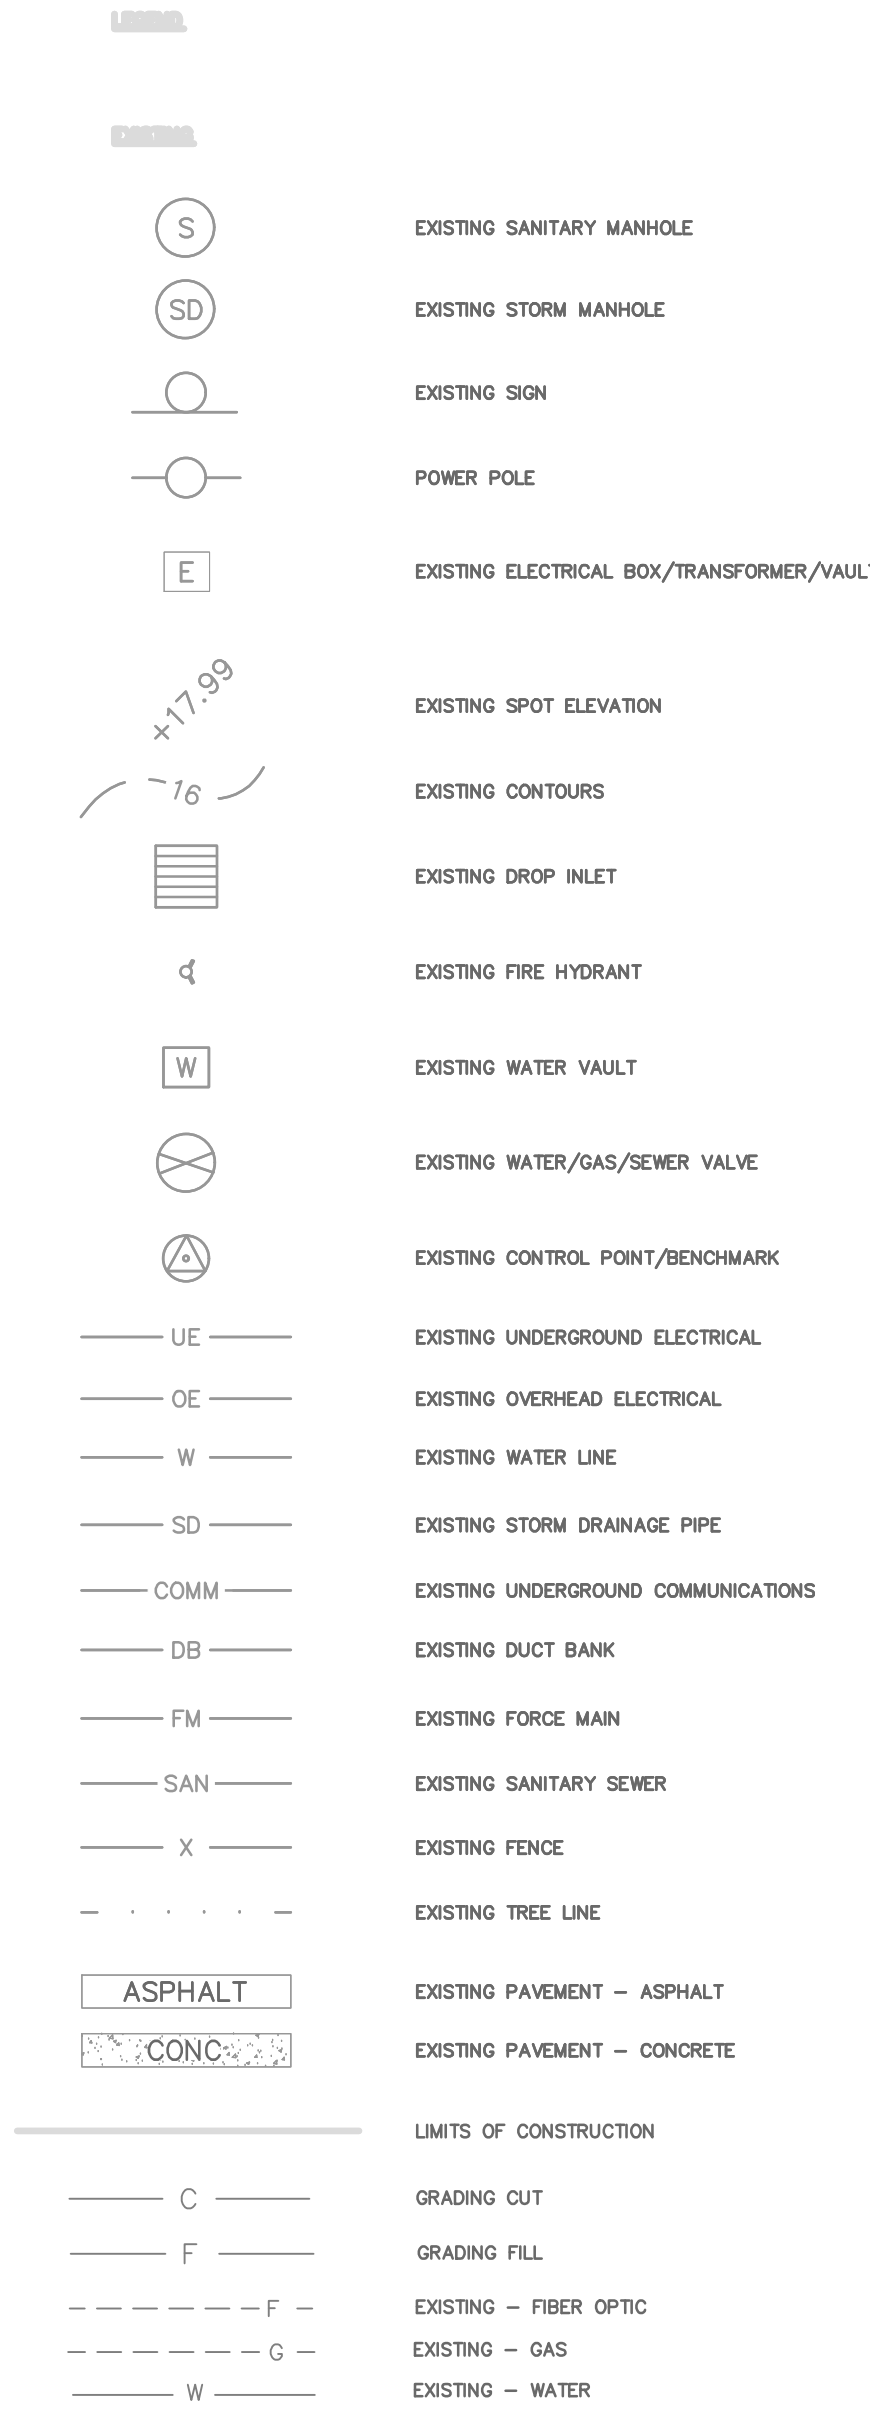 LEGEND
EXISTING
S EXISTING SANITARY MANHOLE
SD EXISTING STORM MANHOLE
EXISTING SIGN
POWER POLE
E EXISTING ELECTRICAL BOX/TRANSFORMER/VAULT
+17.99 EXISTING SPOT ELEVATION
16 EXISTING CONTOURS
EXISTING DROP INLET
EXISTING FIRE HYDRANT
W EXISTING WATER VAULT
EXISTING WATER/GAS/SEWER VALVE
EXISTING CONTROL POINT/BENCHMARK
UE EXISTING UNDERGROUND ELECTRICAL
OE EXISTING OVERHEAD ELECTRICAL
W EXISTING WATER LINE
SD EXISTING STORM DRAINAGE PIPE
COMM EXISTING UNDERGROUND COMMUNICATIONS
DB EXISTING DUCT BANK
FM EXISTING FORCE MAIN
SAN EXISTING SANITARY SEWER
X EXISTING FENCE
EXISTING TREE LINE
ASPHALT EXISTING PAVEMENT - ASPHALT
CONC EXISTING PAVEMENT - CONCRETE
LIMITS OF CONSTRUCTION
C GRADING CUT
F GRADING FILL
F EXISTING - FIBER OPTIC
G EXISTING - GAS
W EXISTING - WATER